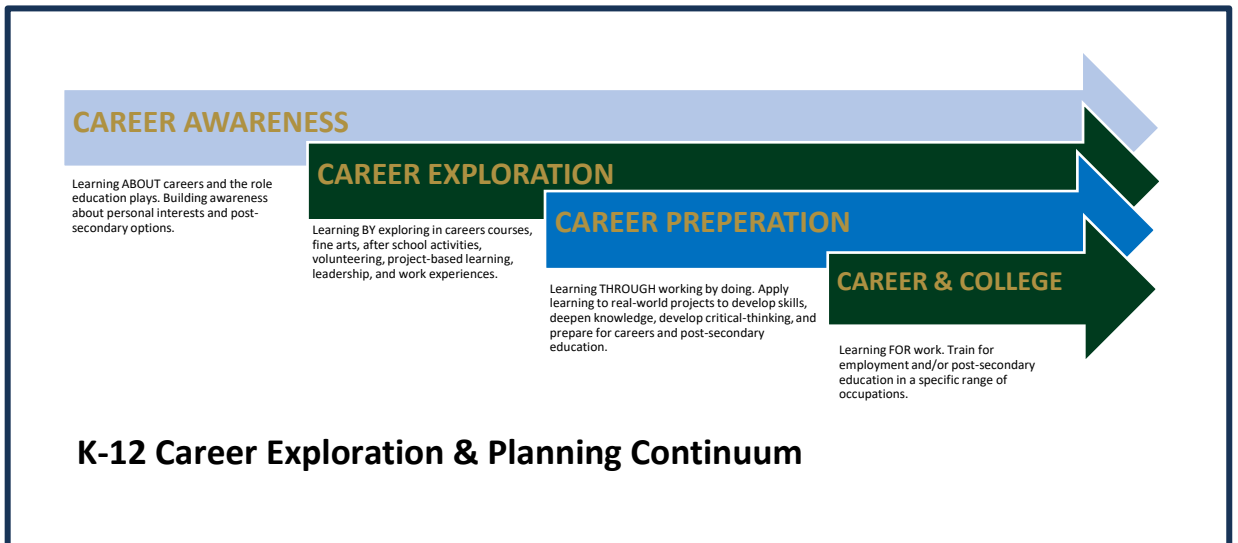 CAREER AWARENESS
Learning ABOUT careers and the role
education plays. Building awareness
about personal interests and post-
secondary options.
CAREER EXPLORATION
Learning BY exploring in careers courses,
fine arts, after school activities,
volunteering, project-based learning,
leadership, and work experiences.
CAREER PREPERATION
Learning THROUGH working by doing. Apply
learning to real-world projects to develop skills,
deepen knowledge, develop critical-thinking, and
prepare for careers and post-secondary
education.
CAREER & COLLEGE
Learning FOR work. Train for
employment and/or post-secondary
education in a specific range of
occupations.
K-12 Career Exploration & Planning Continuum